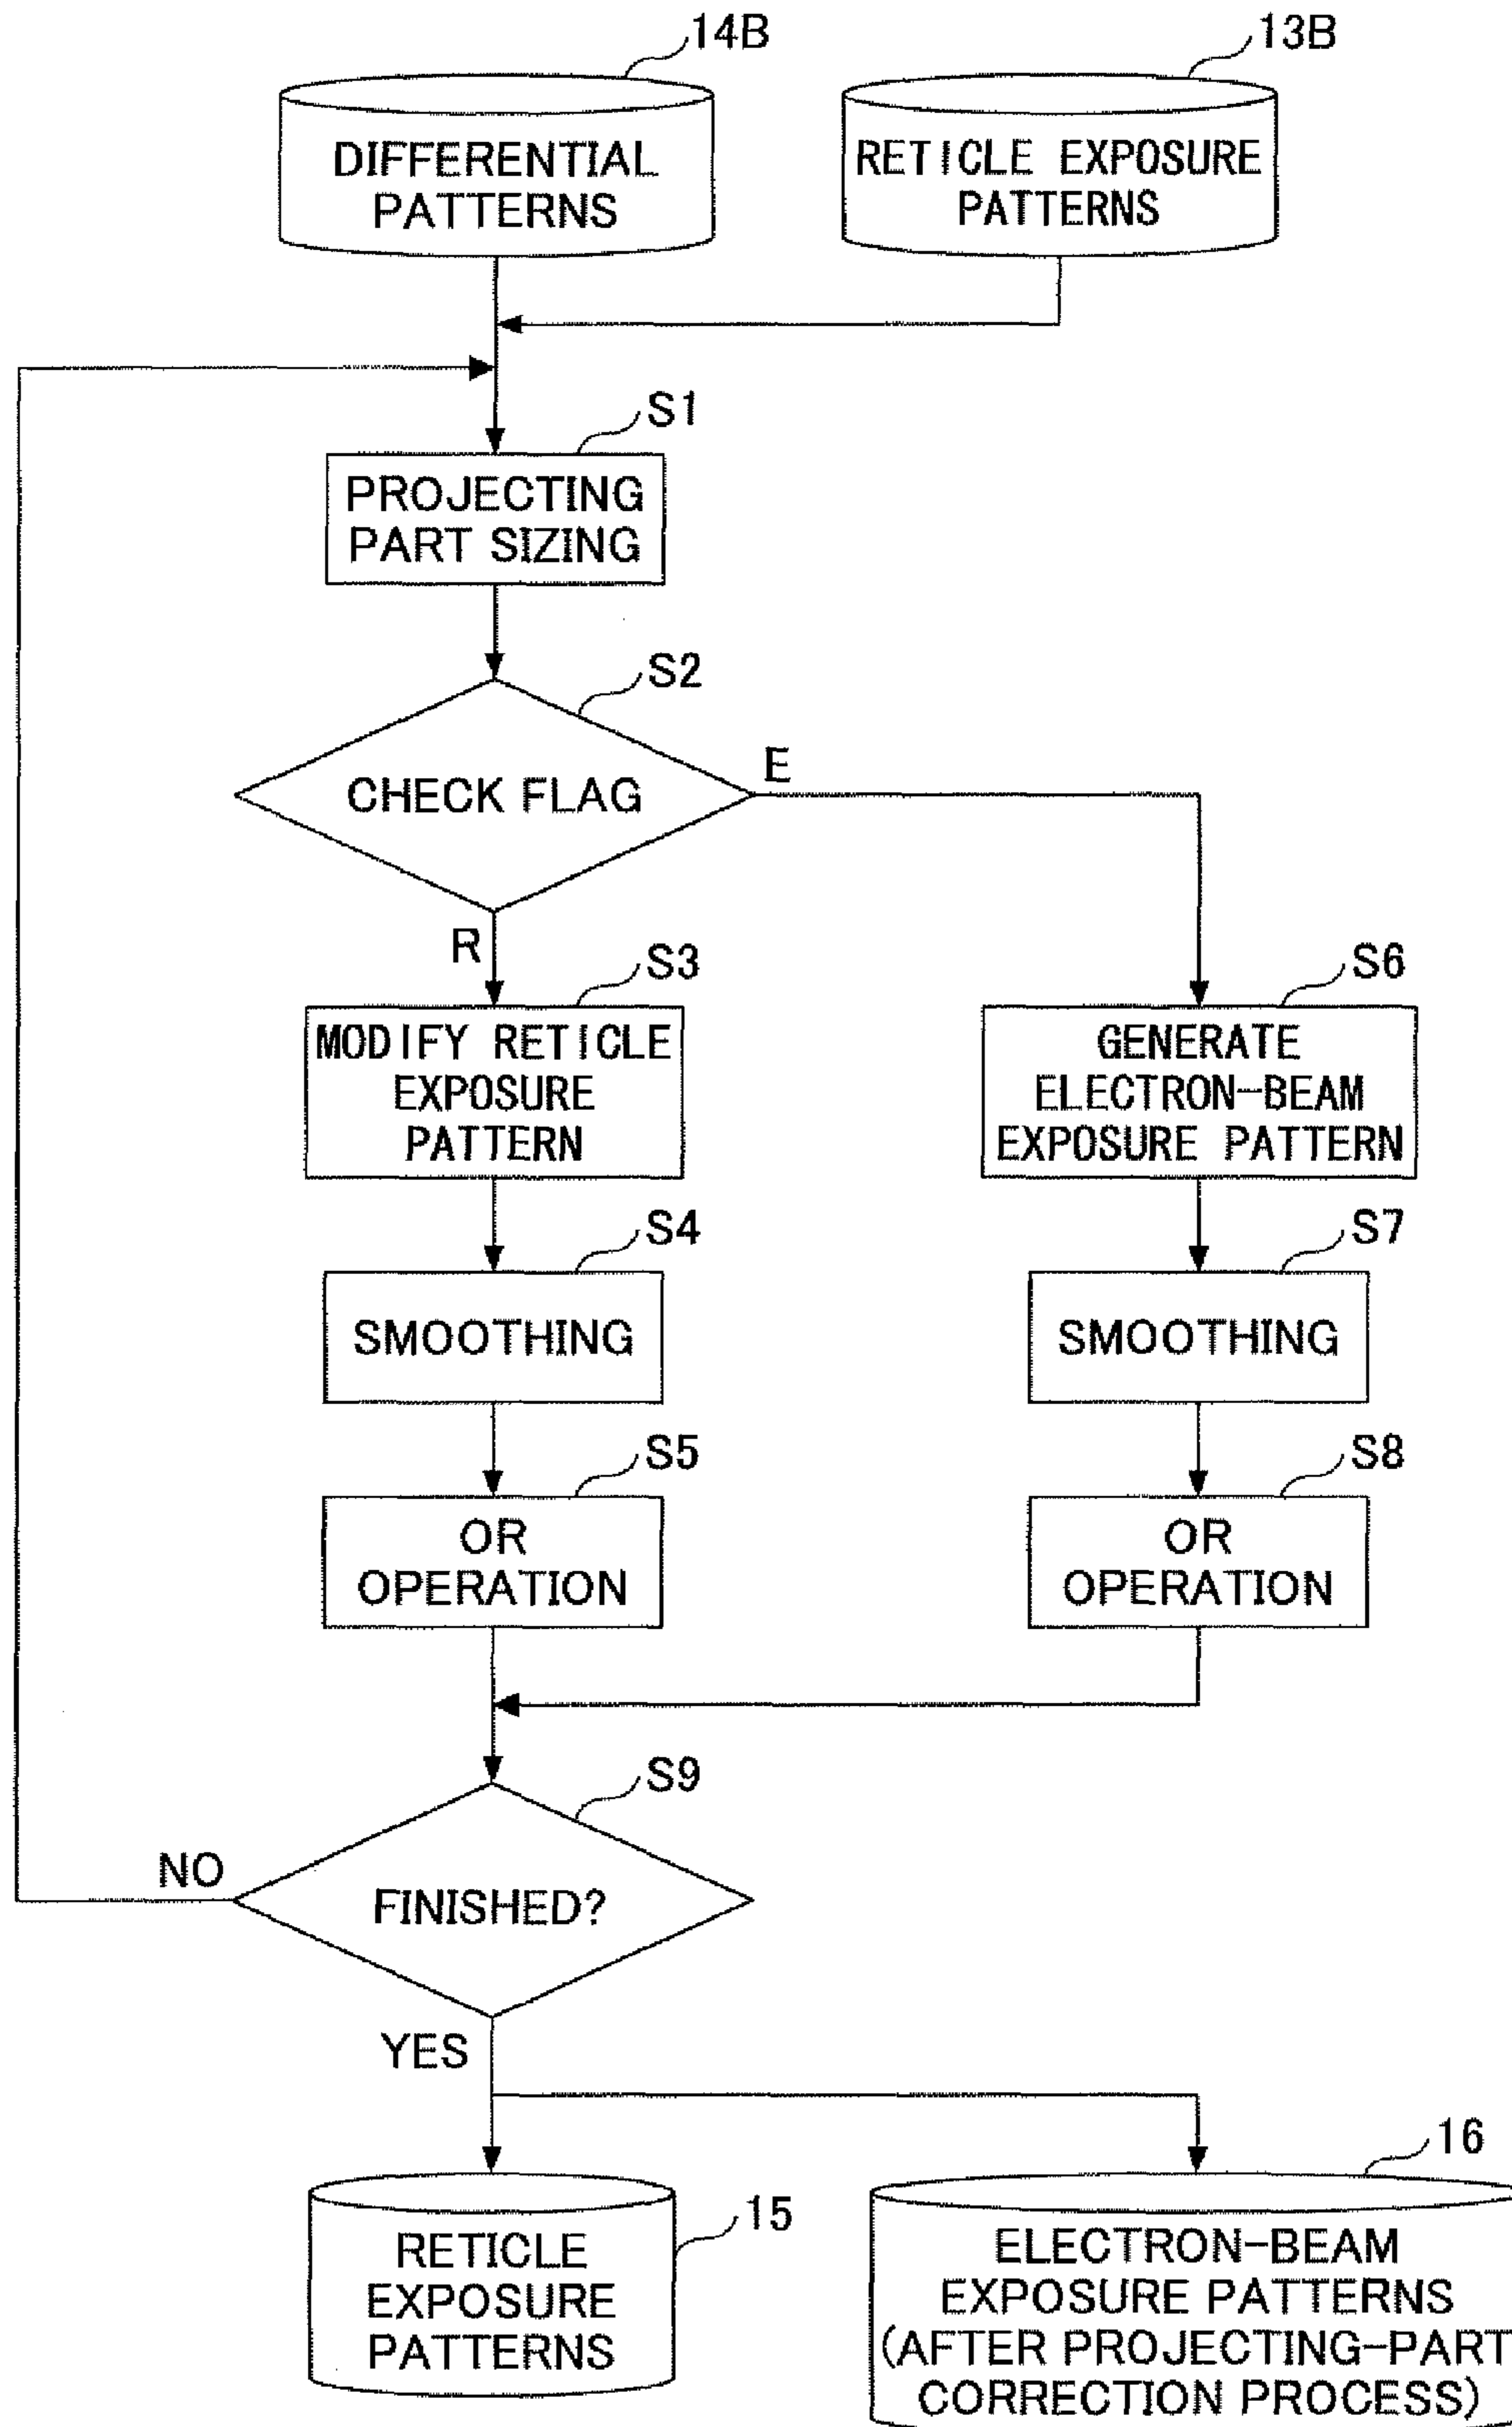 14B
13B
DIFFERENTIAL
PATTERNS
RETICLE EXPOSURE
PATTERNS
S1
PROJECTING
PART SIZING
S2
CHECK FLAG
E
R
S3
MODIFY RETICLE
EXPOSURE
PATTERN
S6
GENERATE
ELECTRON-BEAM
EXPOSURE PATTERN
S4
SMOOTHING
S7
SMOOTHING
S5
OR
OPERATION
S8
OR
OPERATION
S9
FINISHED?
NO
YES
15
RETICLE
EXPOSURE
PATTERNS
16
ELECTRON-BEAM
EXPOSURE PATTERNS
(AFTER PROJECTING-PART
CORRECTION PROCESS)